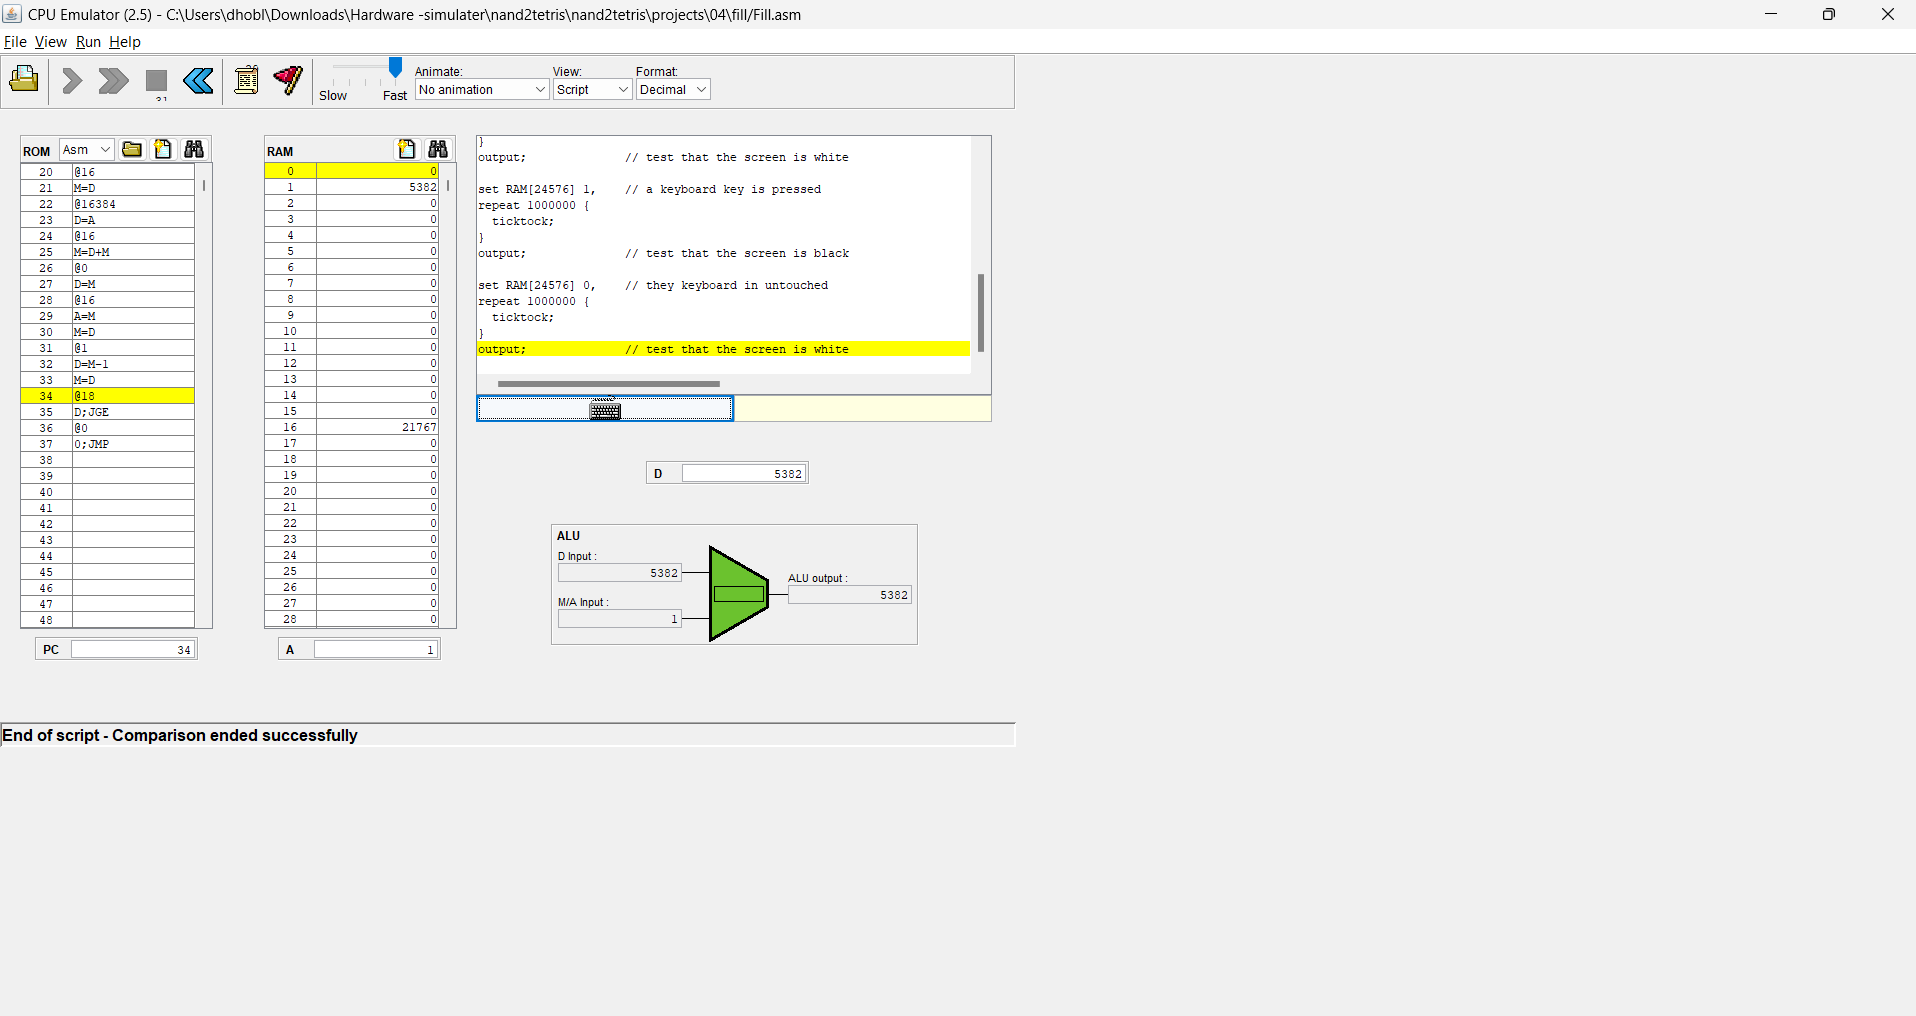 CPU Emulator (2.5) - C:\Users\dhobl\Downloads\Hardware -simulater\nand2tetris\nand2tetris\projects\04\fill/Fill.asm
File View Run Help
Slow Fast
Animate:
No animation
View:
Script
Format:
Decimal
ROM Asm
20 @16
21 M=D
22 @16384
23 D=A
24 @16
25 M=D+M
26 @0
27 D=M
28 @16
29 A=M
30 M=D
31 @1
32 D=M-1
33 M=D
34 @18
35 D;JGE
36 @0
37 0;JMP
38
39
40
41
42
43
44
45
46
47
48
PC 34
RAM
0 0
1 5382
2 0
3 0
4 0
5 0
6 0
7 0
8 0
9 0
10 0
11 0
12 0
13 0
14 0
15 0
16 21767
17 0
18 0
19 0
20 0
21 0
22 0
23 0
24 0
25 0
26 0
27 0
28 0
A 1
}
output; // test that the screen is white
set RAM[24576] 1, // a keyboard key is pressed
repeat 1000000 {
ticktock;
}
output; // test that the screen is black
set RAM[24576] 0, // they keyboard in untouched
repeat 1000000 {
ticktock;
}
output; // test that the screen is white
D 5382
ALU
D Input :
5382
M/A Input :
1
ALU output :
5382
End of script - Comparison ended successfully